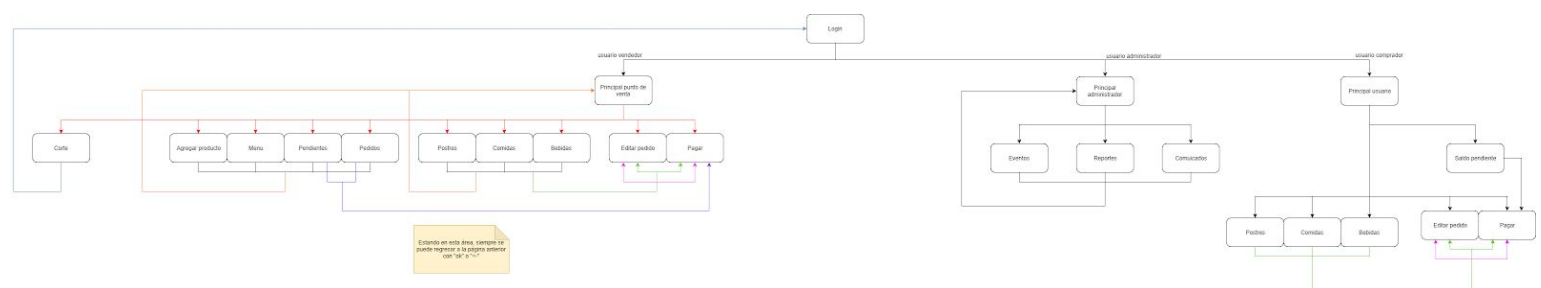 Login
usuario vendedor
usuario administrador
usuario comprador
Principal punto de
venta
Principal
administrador
Principal usuario
Corte
Agregar producto
Menu
Pendientes
Pedidos
Postres
Comidas
Bebidas
Editar pedido
Pagar
Eventos
Reportes
Comuicados
Saldo pendiente
Postres
Comidas
Bebidas
Editar pedido
Pagar
Estando en esta área, siempre se
puede regresar a la página anterior
con "ok" o "<-"